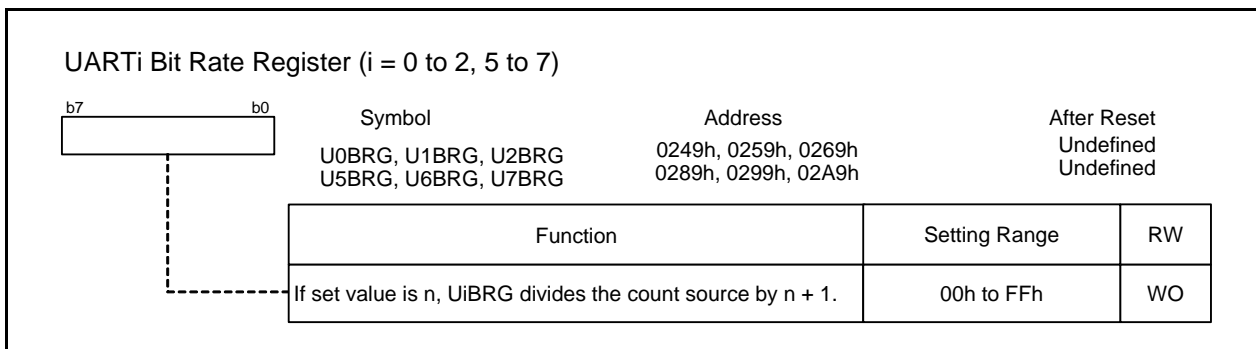 UARTi Bit Rate Register (i = 0 to 2, 5 to 7)
b7 b0
Symbol Address After Reset
U0BRG, U1BRG, U2BRG 0249h, 0259h, 0269h Undefined
U5BRG, U6BRG, U7BRG 0289h, 0299h, 02A9h Undefined
Function Setting Range RW
If set value is n, UiBRG divides the count source by n + 1. 00h to FFh WO